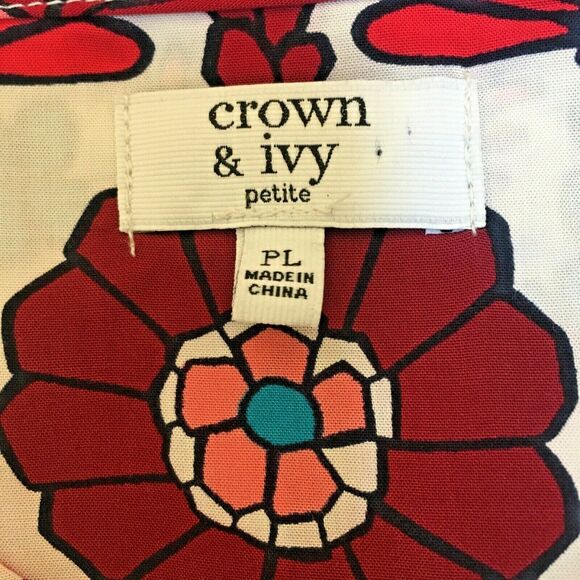 crown
& ivy
petite
PL
MADE IN
CHINA